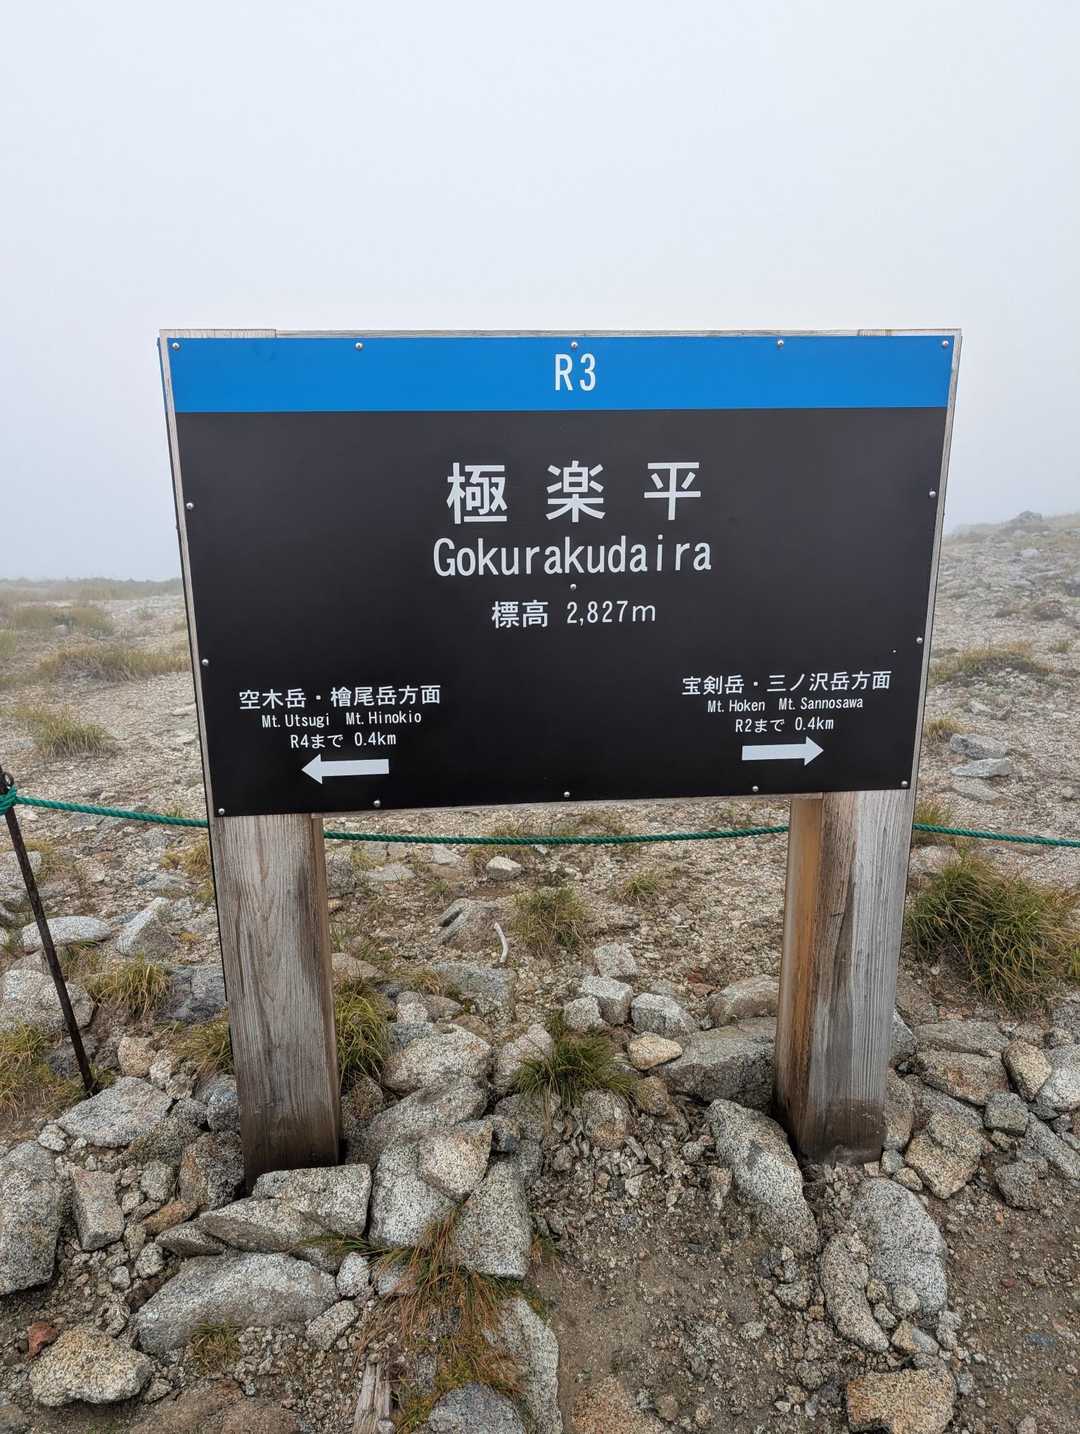 R3
極楽平
Gokurakudaira
標高 2,827m
空木岳・檜尾岳方面
Mt.Utsugi Mt.Hinokio
R4まで 0.4km
宝剣岳・三ノ沢岳方面
Mt.Hoken Mt.Sannosawa
R2まで 0.4km